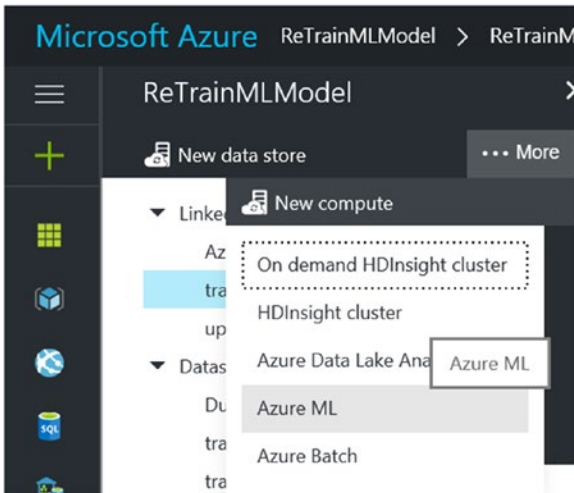 Microsoft Azure ReTrainMLModel > ReTrainM
ReTrainMLModel
New data store
••• More
New compute
Linke
Az
On demand HDInsight cluster
tra
HDInsight cluster
up
Datas
Azure Data Lake Ana
Azure ML
Du
Azure ML
SQL
tra
Azure Batch
tra